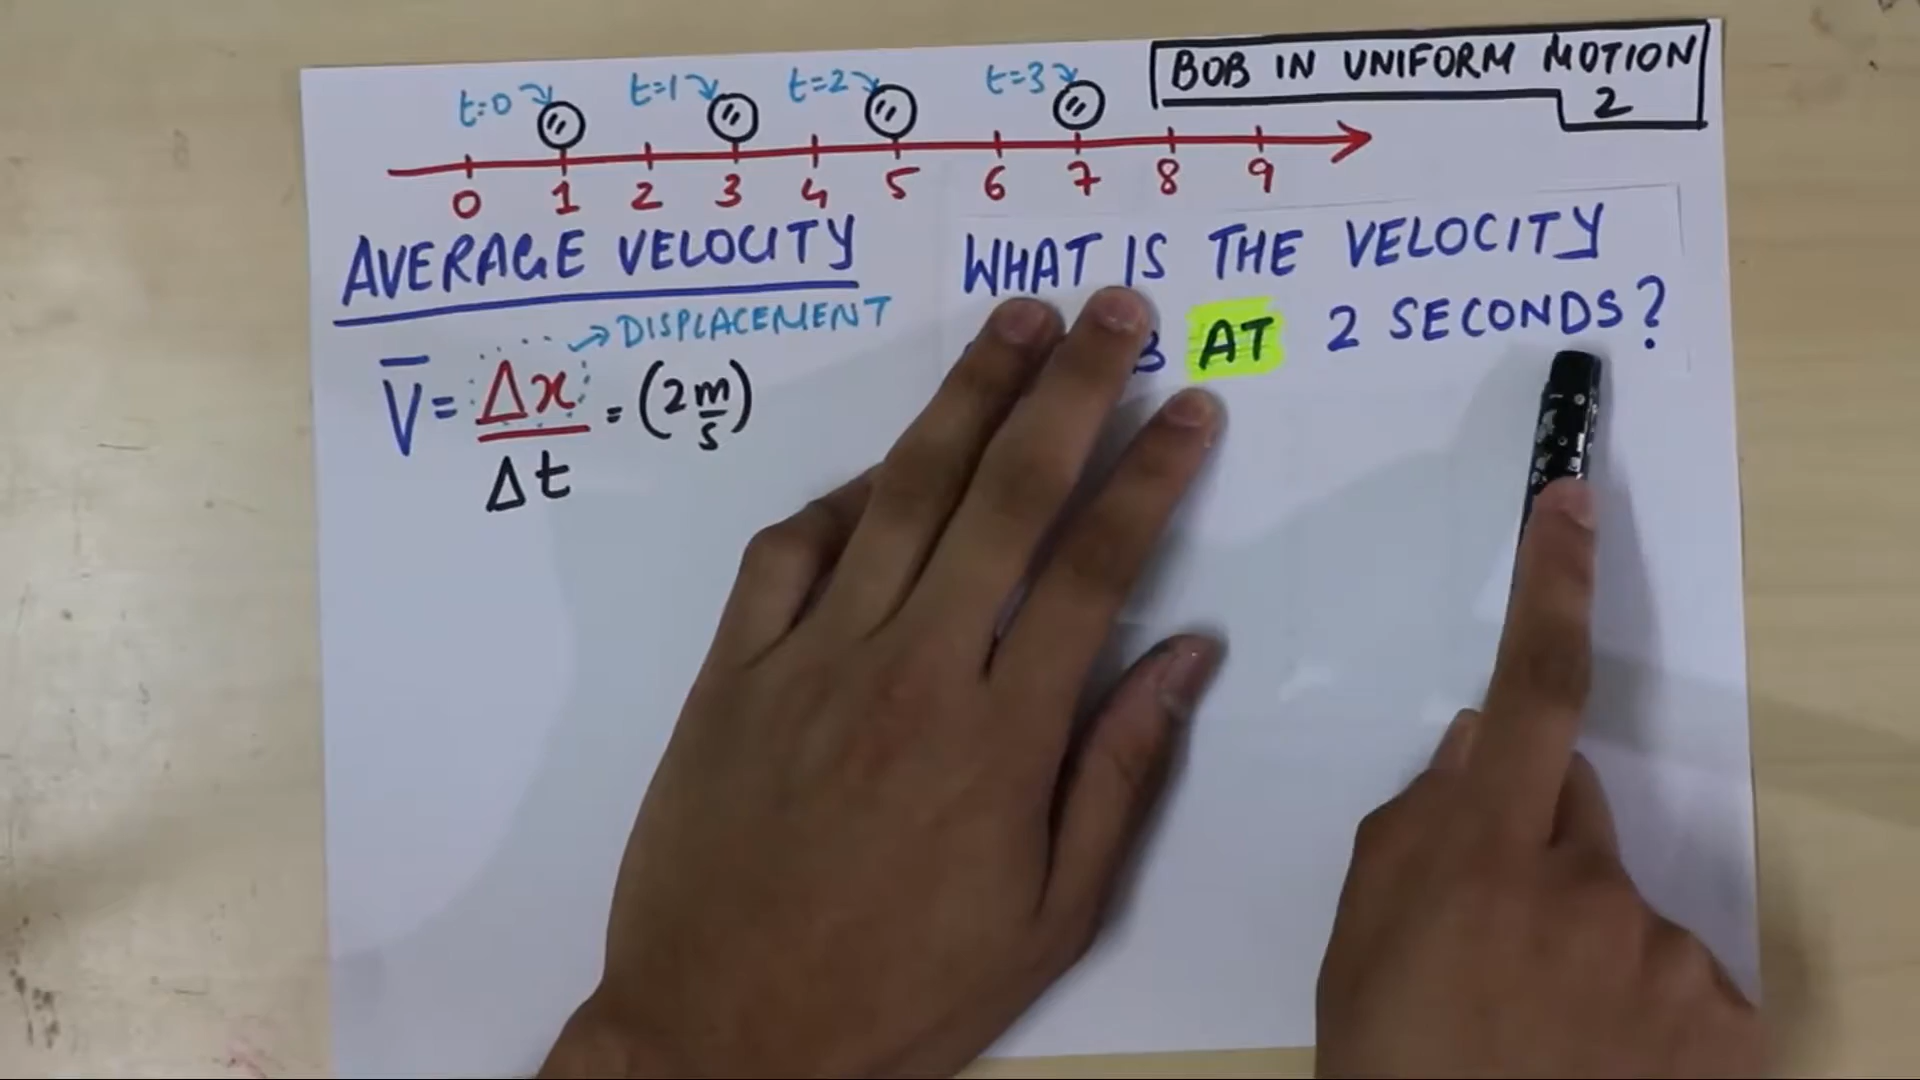 t=0 t=1 t=2 t=3
BOB IN UNIFORM MOTION
2
0 1 2 3 4 5 6 7 8 9
AVERAGE VELOCITY
→ DISPLACEMENT
V̅ = Δx/Δt = (2 m/s)
WHAT IS THE VELOCITY
AT 2 SECONDS?